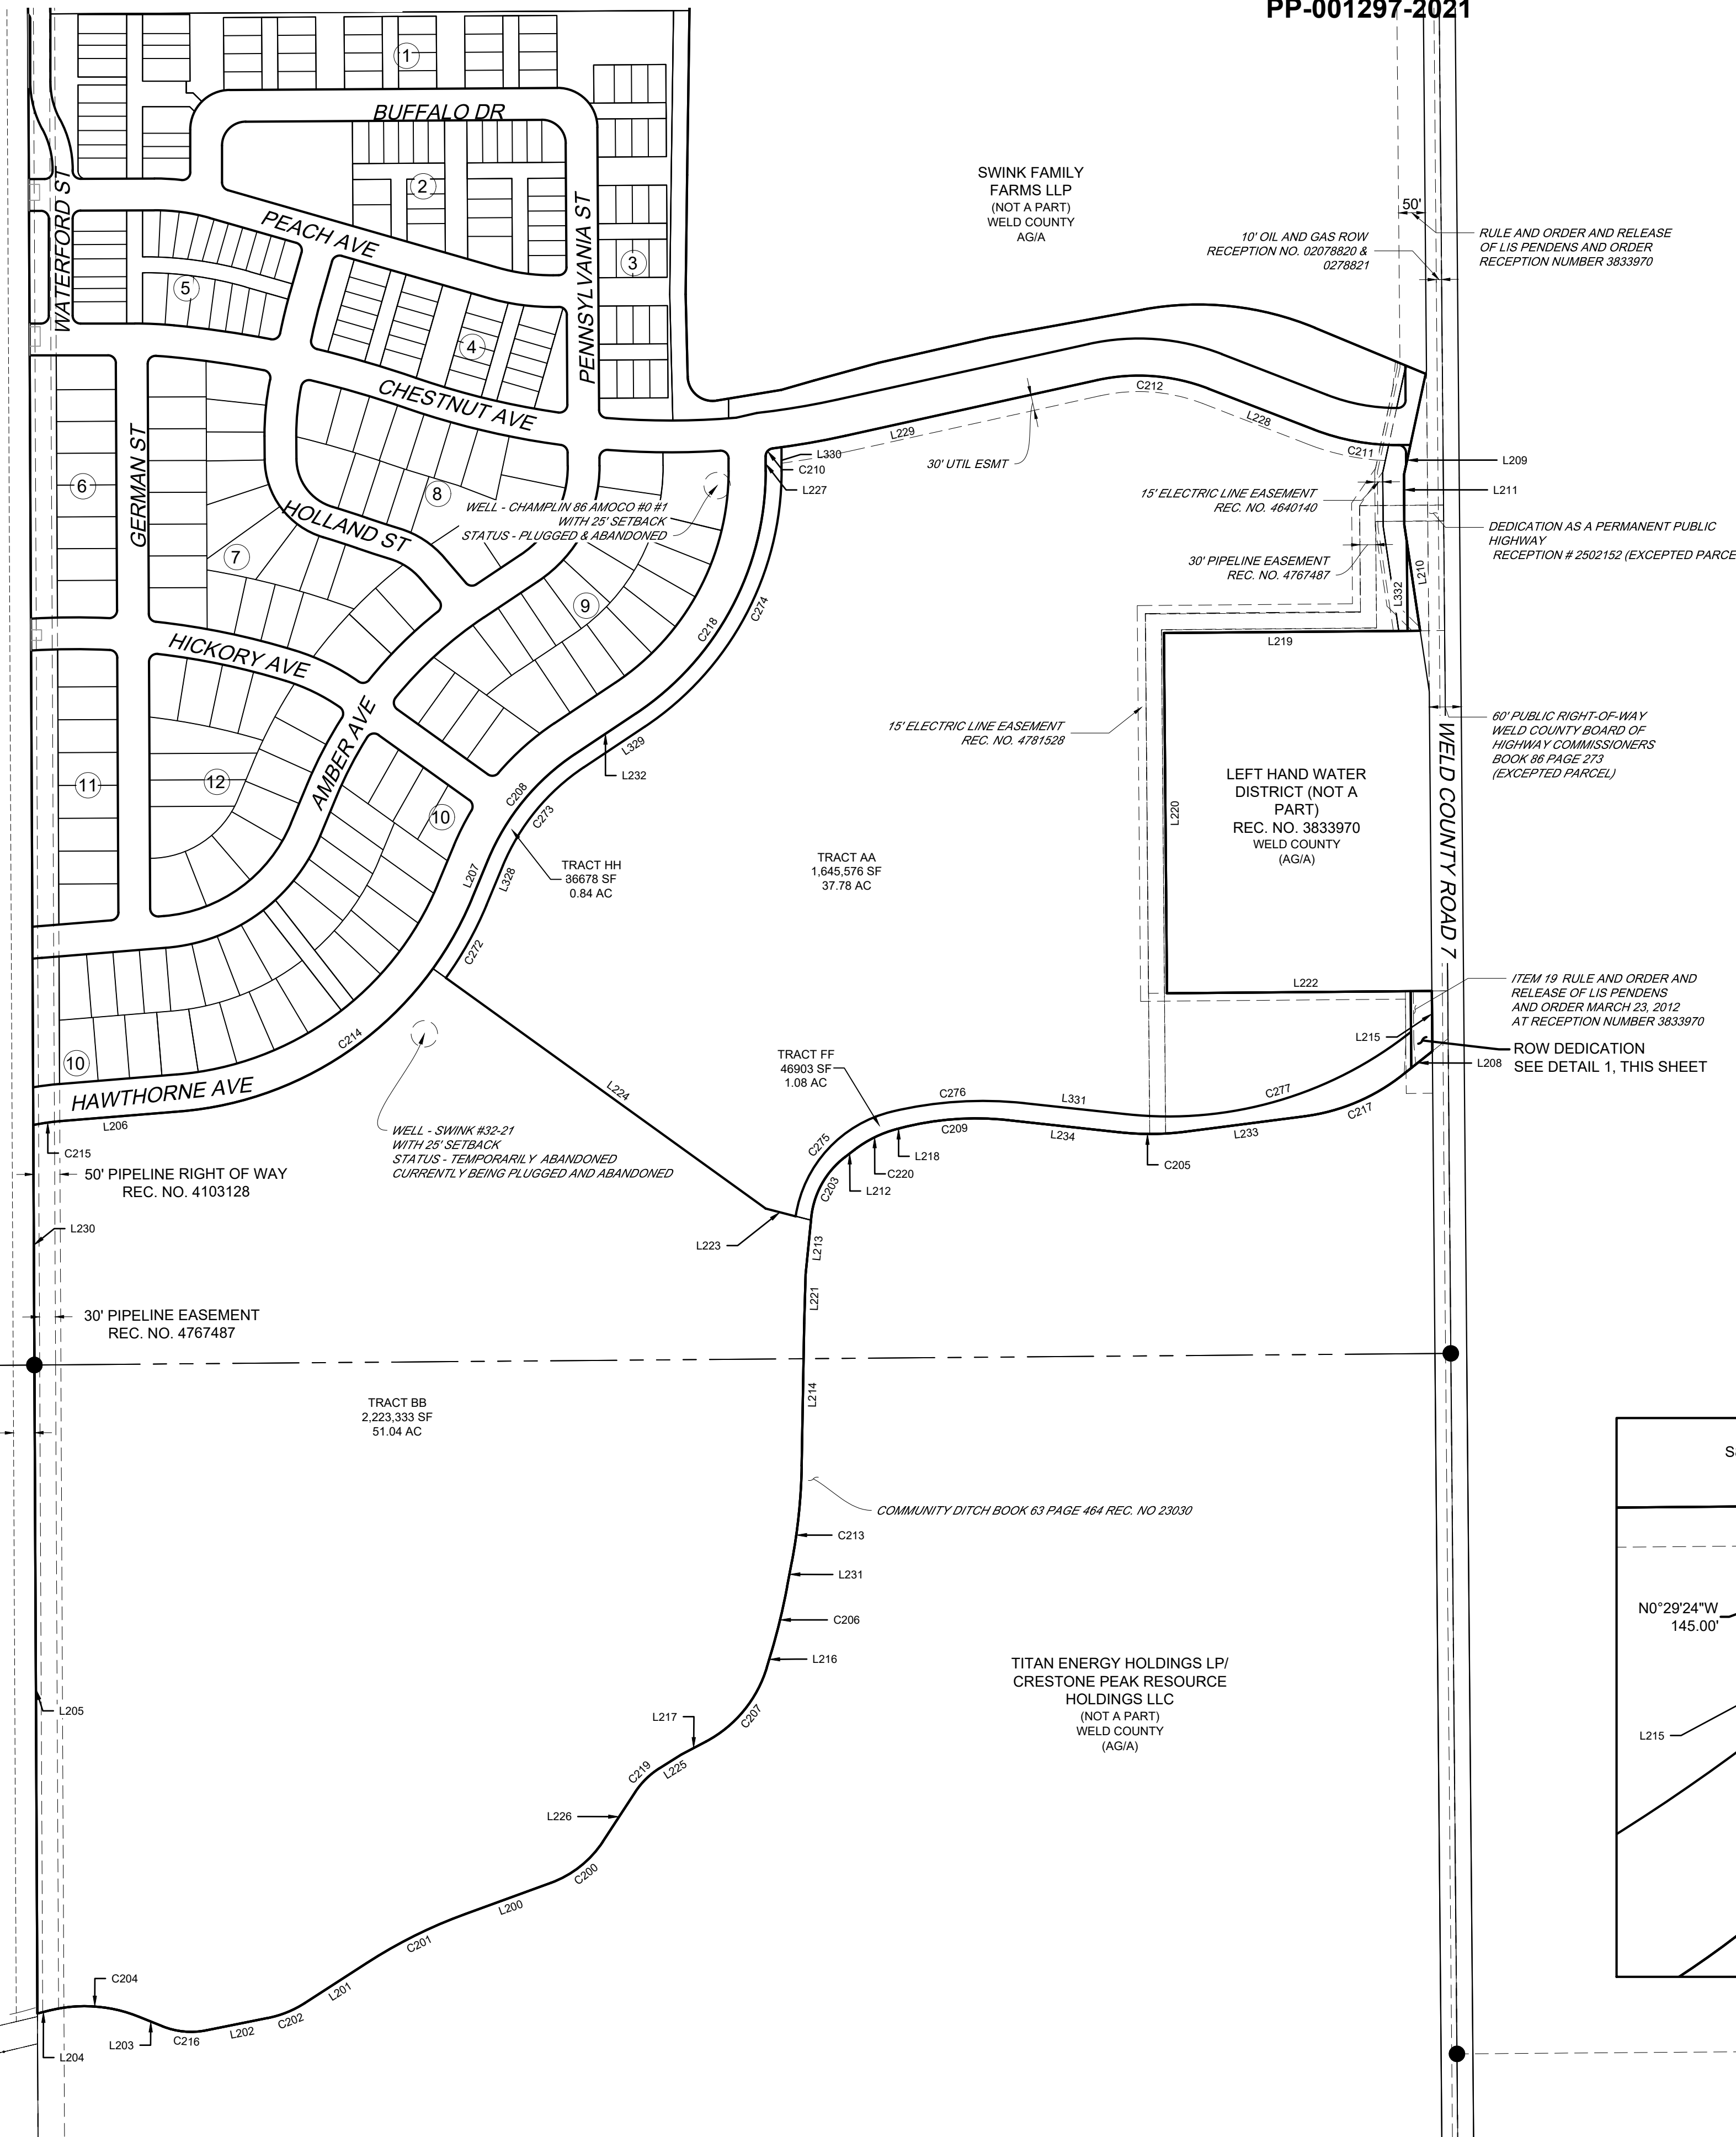 PP-001297-2021
1
BUFFALO DR
2
WATERFORD ST
PEACH AVE
PENNSYLVANIA ST
3
5
4
CHESTNUT AVE
GERMAN ST
6
8
HOLLAND ST
7
9
HICKORY AVE
AMBER AVE
11
12
10
10
HAWTHORNE AVE
SWINK FAMILY
FARMS LLP
(NOT A PART)
WELD COUNTY
AG/A
50'
10' OIL AND GAS ROW
RECEPTION NO. 02078820 &
0278821
RULE AND ORDER AND RELEASE
OF LIS PENDENS AND ORDER
RECEPTION NUMBER 3833970
C212
L228
L229
C211
30' UTIL ESMT
L330
C210
L227
L209
L211
15' ELECTRIC LINE EASEMENT
REC. NO. 4640140
DEDICATION AS A PERMANENT PUBLIC
HIGHWAY
RECEPTION # 2502152 (EXCEPTED PARCE
30' PIPELINE EASEMENT
REC. NO. 4767487
L332
L210
WELL - CHAMPLIN 86 AMOCO #0 #1
WITH 25' SETBACK
STATUS - PLUGGED & ABANDONED
C274
C218
L219
15' ELECTRIC LINE EASEMENT
REC. NO. 4781528
60' PUBLIC RIGHT-OF-WAY
WELD COUNTY BOARD OF
HIGHWAY COMMISSIONERS
BOOK 86 PAGE 273
(EXCEPTED PARCEL)
WELD COUNTY ROAD 7
L329
L232
C208
C273
L220
LEFT HAND WATER
DISTRICT (NOT A
PART)
REC. NO. 3833970
WELD COUNTY
(AG/A)
L207
L328
TRACT HH
36678 SF
0.84 AC
TRACT AA
1,645,576 SF
37.78 AC
C272
L222
ITEM 19 RULE AND ORDER AND
RELEASE OF LIS PENDENS
AND ORDER MARCH 23, 2012
AT RECEPTION NUMBER 3833970
L215
ROW DEDICATION
SEE DETAIL 1, THIS SHEET
L208
C214
L206
C215
L224
TRACT FF
46903 SF
1.08 AC
C276
L331
C277
C217
C209
L234
L233
C205
C275
L218
C220
L212
C203
WELL - SWINK #32-21
WITH 25' SETBACK
STATUS - TEMPORARILY ABANDONED
CURRENTLY BEING PLUGGED AND ABANDONED
50' PIPELINE RIGHT OF WAY
REC. NO. 4103128
L230
L223
L213
L221
30' PIPELINE EASEMENT
REC. NO. 4767487
L214
TRACT BB
2,223,333 SF
51.04 AC
COMMUNITY DITCH BOOK 63 PAGE 464 REC. NO 23030
C213
L231
C206
L216
N0°29'24"W
145.00'
L215
TITAN ENERGY HOLDINGS LP/
CRESTONE PEAK RESOURCE
HOLDINGS LLC
(NOT A PART)
WELD COUNTY
(AG/A)
L205
L217
C207
C219
L225
L226
C200
L200
C201
L201
C204
C202
L202
C216
L203
L204